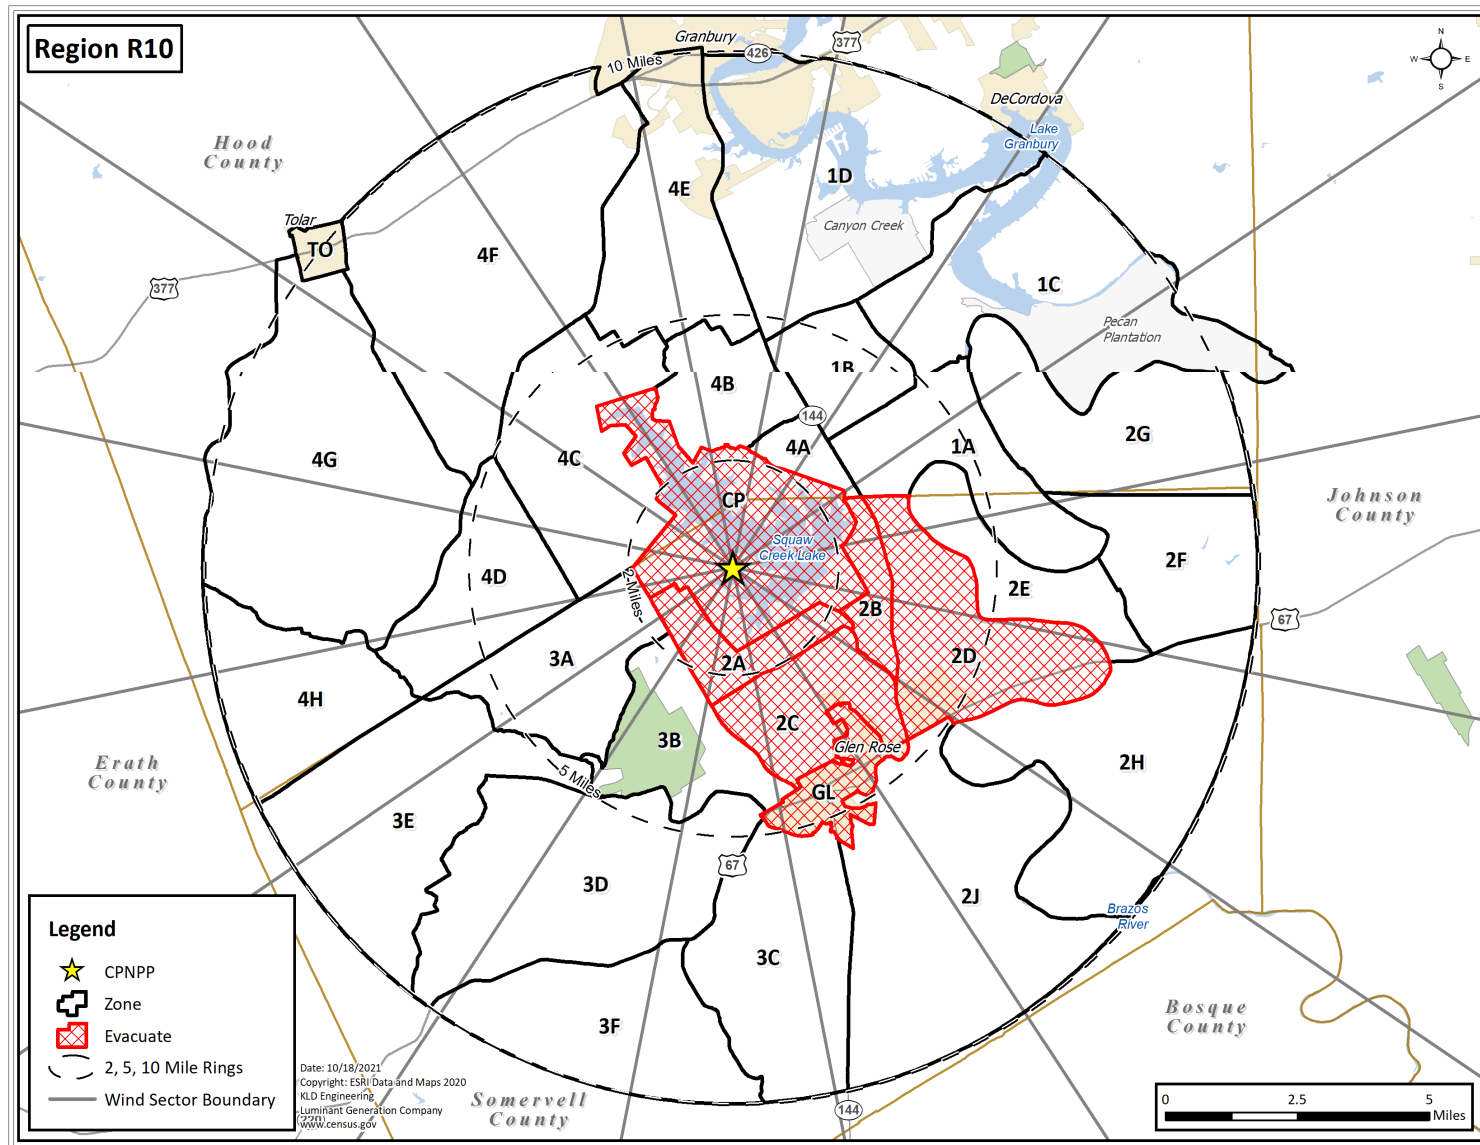 Region R10
Granbury
426
377
10 Miles
N
W
E
S
DeCordova
Lake
Granbury
Hood
County
4E
1D
Tolar
TO
4F
Canyon Creek
377
1C
Pecan
Plantation
1B
4B
144
4A
1A
2G
4G
4C
CP
Johnson
County
Squaw
Creek Lake
2F
4D
2 Miles
2E
2B
67
3A
2A
2D
4H
2C
3B
Glen Rose
2H
Erath
County
5 Miles
GL
3E
67
3D
2J
Brazos
River
3C
Bosque
County
3F
Legend
CPNPP
Zone
Evacuate
2, 5, 10 Mile Rings
Wind Sector Boundary
Date: 10/18/2021
Copyright: ESRI Data and Maps 2020
KLD Engineering
Luminant Generation Company
www.census.gov
Somervell
County
144
0
2.5
5
Miles